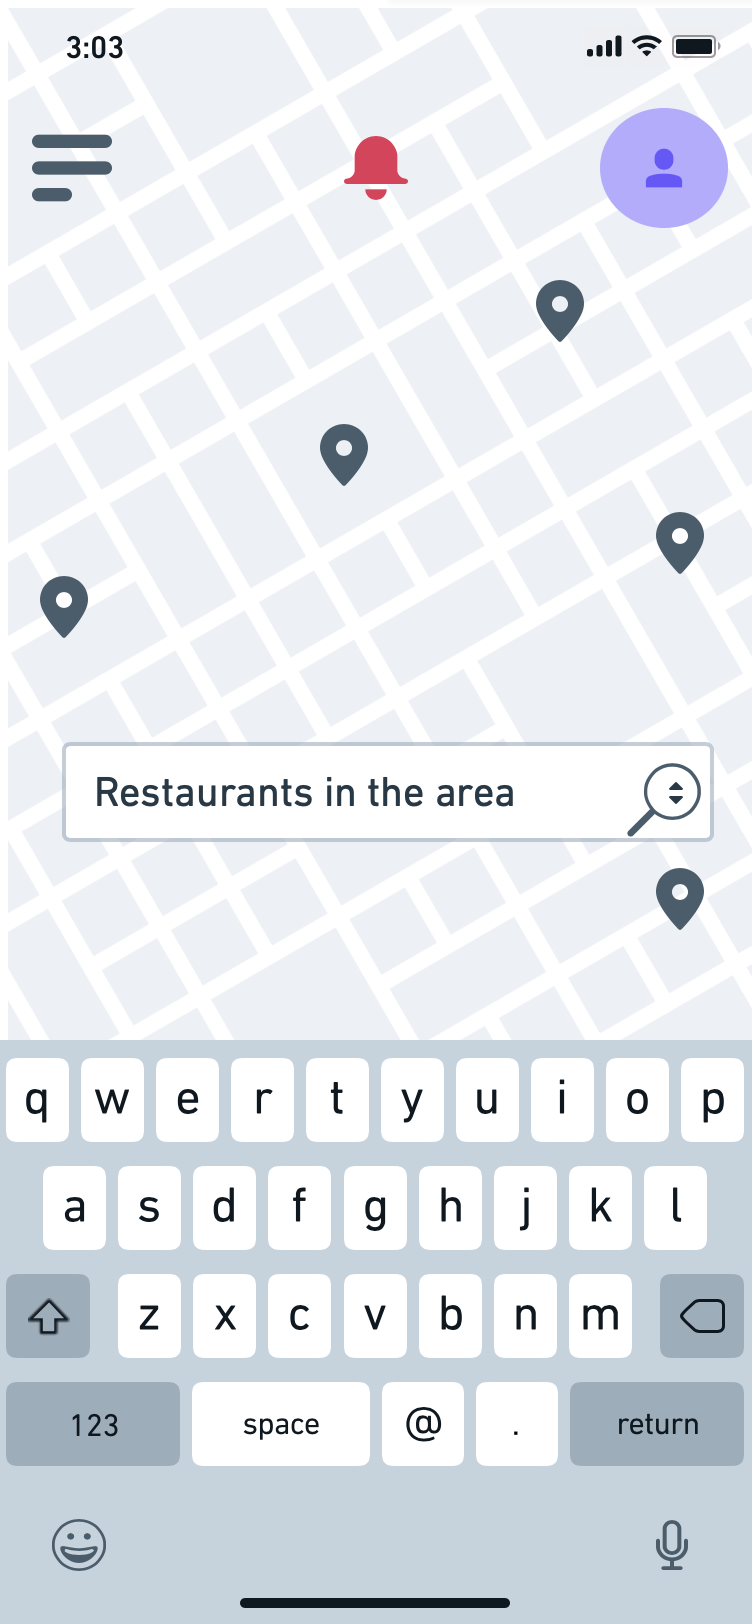 3:03
Restaurants in the area
q w e r t y u i o p
a s d f g h j k l
z x c v b n m
123 space @ . return